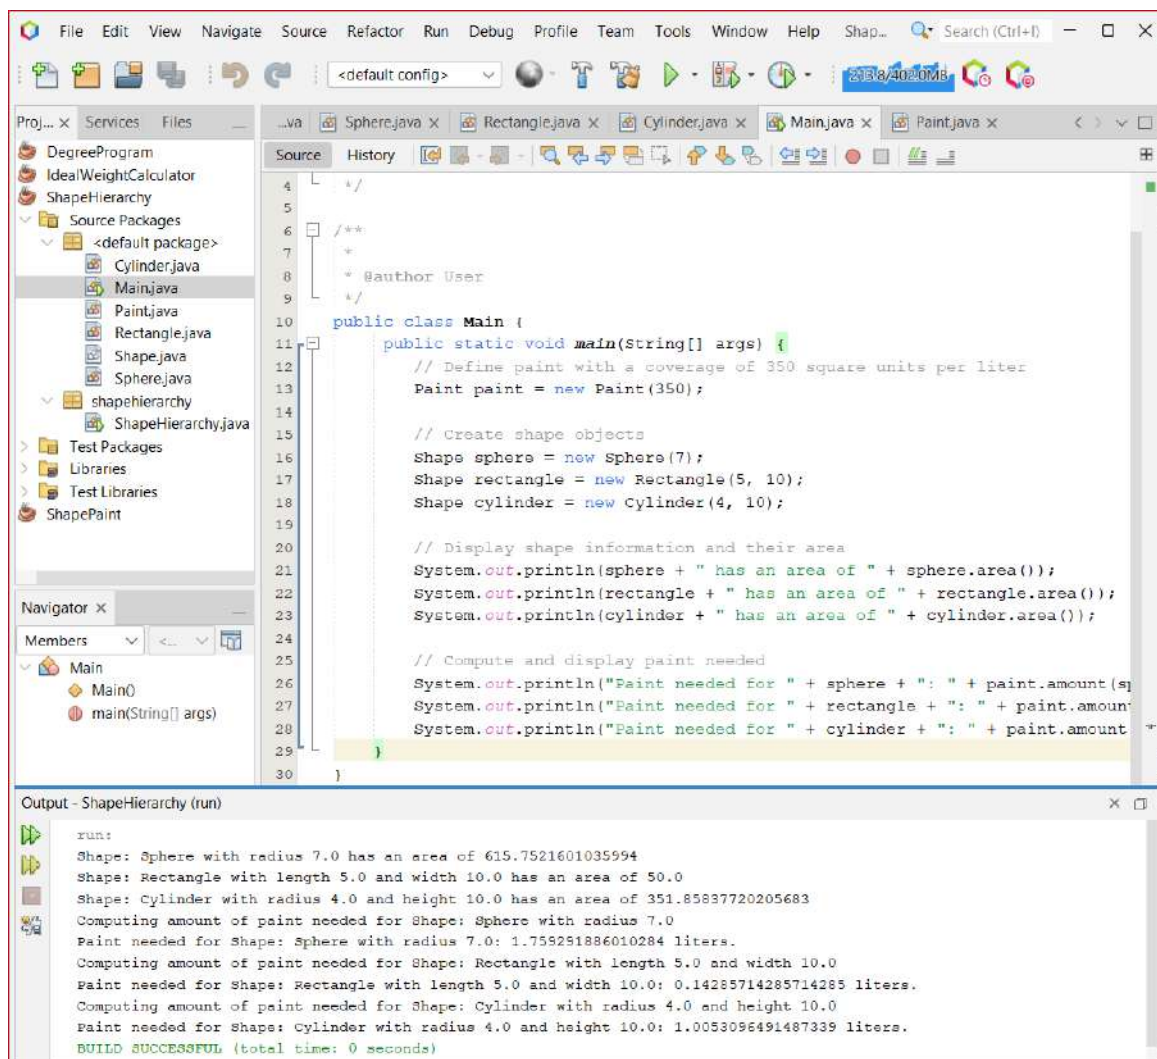 File Edit View Navigate Source Refactor Run Debug Profile Team Tools Window Help Shap... Search (Ctrl+I)
<default config> 213.8/402.0MB
Proj... × Services Files
...va Sphere.java × Rectangle.java × Cylinder.java × Main.java × Paint.java ×
Source History
DegreeProgram
IdealWeightCalculator
ShapeHierarchy
Source Packages
<default package>
Cylinder.java
Main.java
Paint.java
Rectangle.java
Shape.java
Sphere.java
shapehierarchy
ShapeHierarchy.java
Test Packages
Libraries
Test Libraries
ShapePaint
Navigator ×
Members <...
Main
Main()
main(String[] args)
4 */
5
6 /**
7 *
8 * @author User
9 */
10 public class Main {
11 public static void main(String[] args) {
12 // Define paint with a coverage of 350 square units per liter
13 Paint paint = new Paint(350);
14
15 // Create shape objects
16 Shape sphere = new Sphere(7);
17 Shape rectangle = new Rectangle(5, 10);
18 Shape cylinder = new Cylinder(4, 10);
19
20 // Display shape information and their area
21 System.out.println(sphere + " has an area of " + sphere.area());
22 System.out.println(rectangle + " has an area of " + rectangle.area());
23 System.out.println(cylinder + " has an area of " + cylinder.area());
24
25 // Compute and display paint needed
26 System.out.println("Paint needed for " + sphere + ": " + paint.amount(sp
27 System.out.println("Paint needed for " + rectangle + ": " + paint.amoun
28 System.out.println("Paint needed for " + cylinder + ": " + paint.amount
29 }
30 }
Output - ShapeHierarchy (run)
run:
Shape: Sphere with radius 7.0 has an area of 615.7521601035994
Shape: Rectangle with length 5.0 and width 10.0 has an area of 50.0
Shape: Cylinder with radius 4.0 and height 10.0 has an area of 351.85837720205683
Computing amount of paint needed for Shape: Sphere with radius 7.0
Paint needed for Shape: Sphere with radius 7.0: 1.759291886010284 liters.
Computing amount of paint needed for Shape: Rectangle with length 5.0 and width 10.0
Paint needed for Shape: Rectangle with length 5.0 and width 10.0: 0.14285714285714285 liters.
Computing amount of paint needed for Shape: Cylinder with radius 4.0 and height 10.0
Paint needed for Shape: Cylinder with radius 4.0 and height 10.0: 1.0053096491487339 liters.
BUILD SUCCESSFUL (total time: 0 seconds)